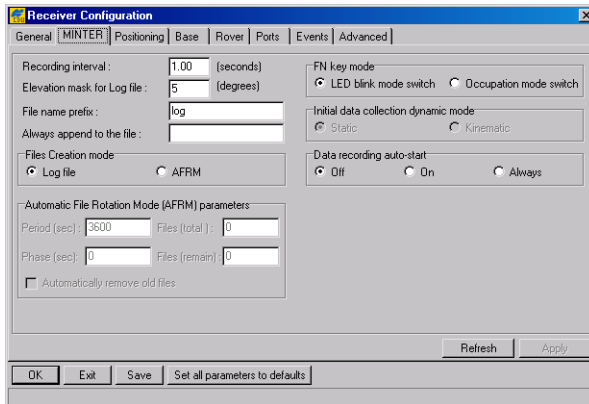 Receiver Configuration
General MINTER Positioning Base Rover Ports Events Advanced
Recording interval : 1.00 (seconds)
Elevation mask for Log file : 5 (degrees)
File name prefix : log
Always append to the file :
Files Creation mode
Log file AFRM
Automatic File Rotation Mode (AFRM) parameters
Period (sec) : 3600 Files (total ) : 0
Phase (sec): 0 Files (remain) : 0
Automatically remove old files
FN key mode
LED blink mode switch Occupation mode switch
Initial data collection dynamic mode
Static Kinematic
Data recording auto-start
Off On Always
Refresh Apply
OK Exit Save Set all parameters to defaults